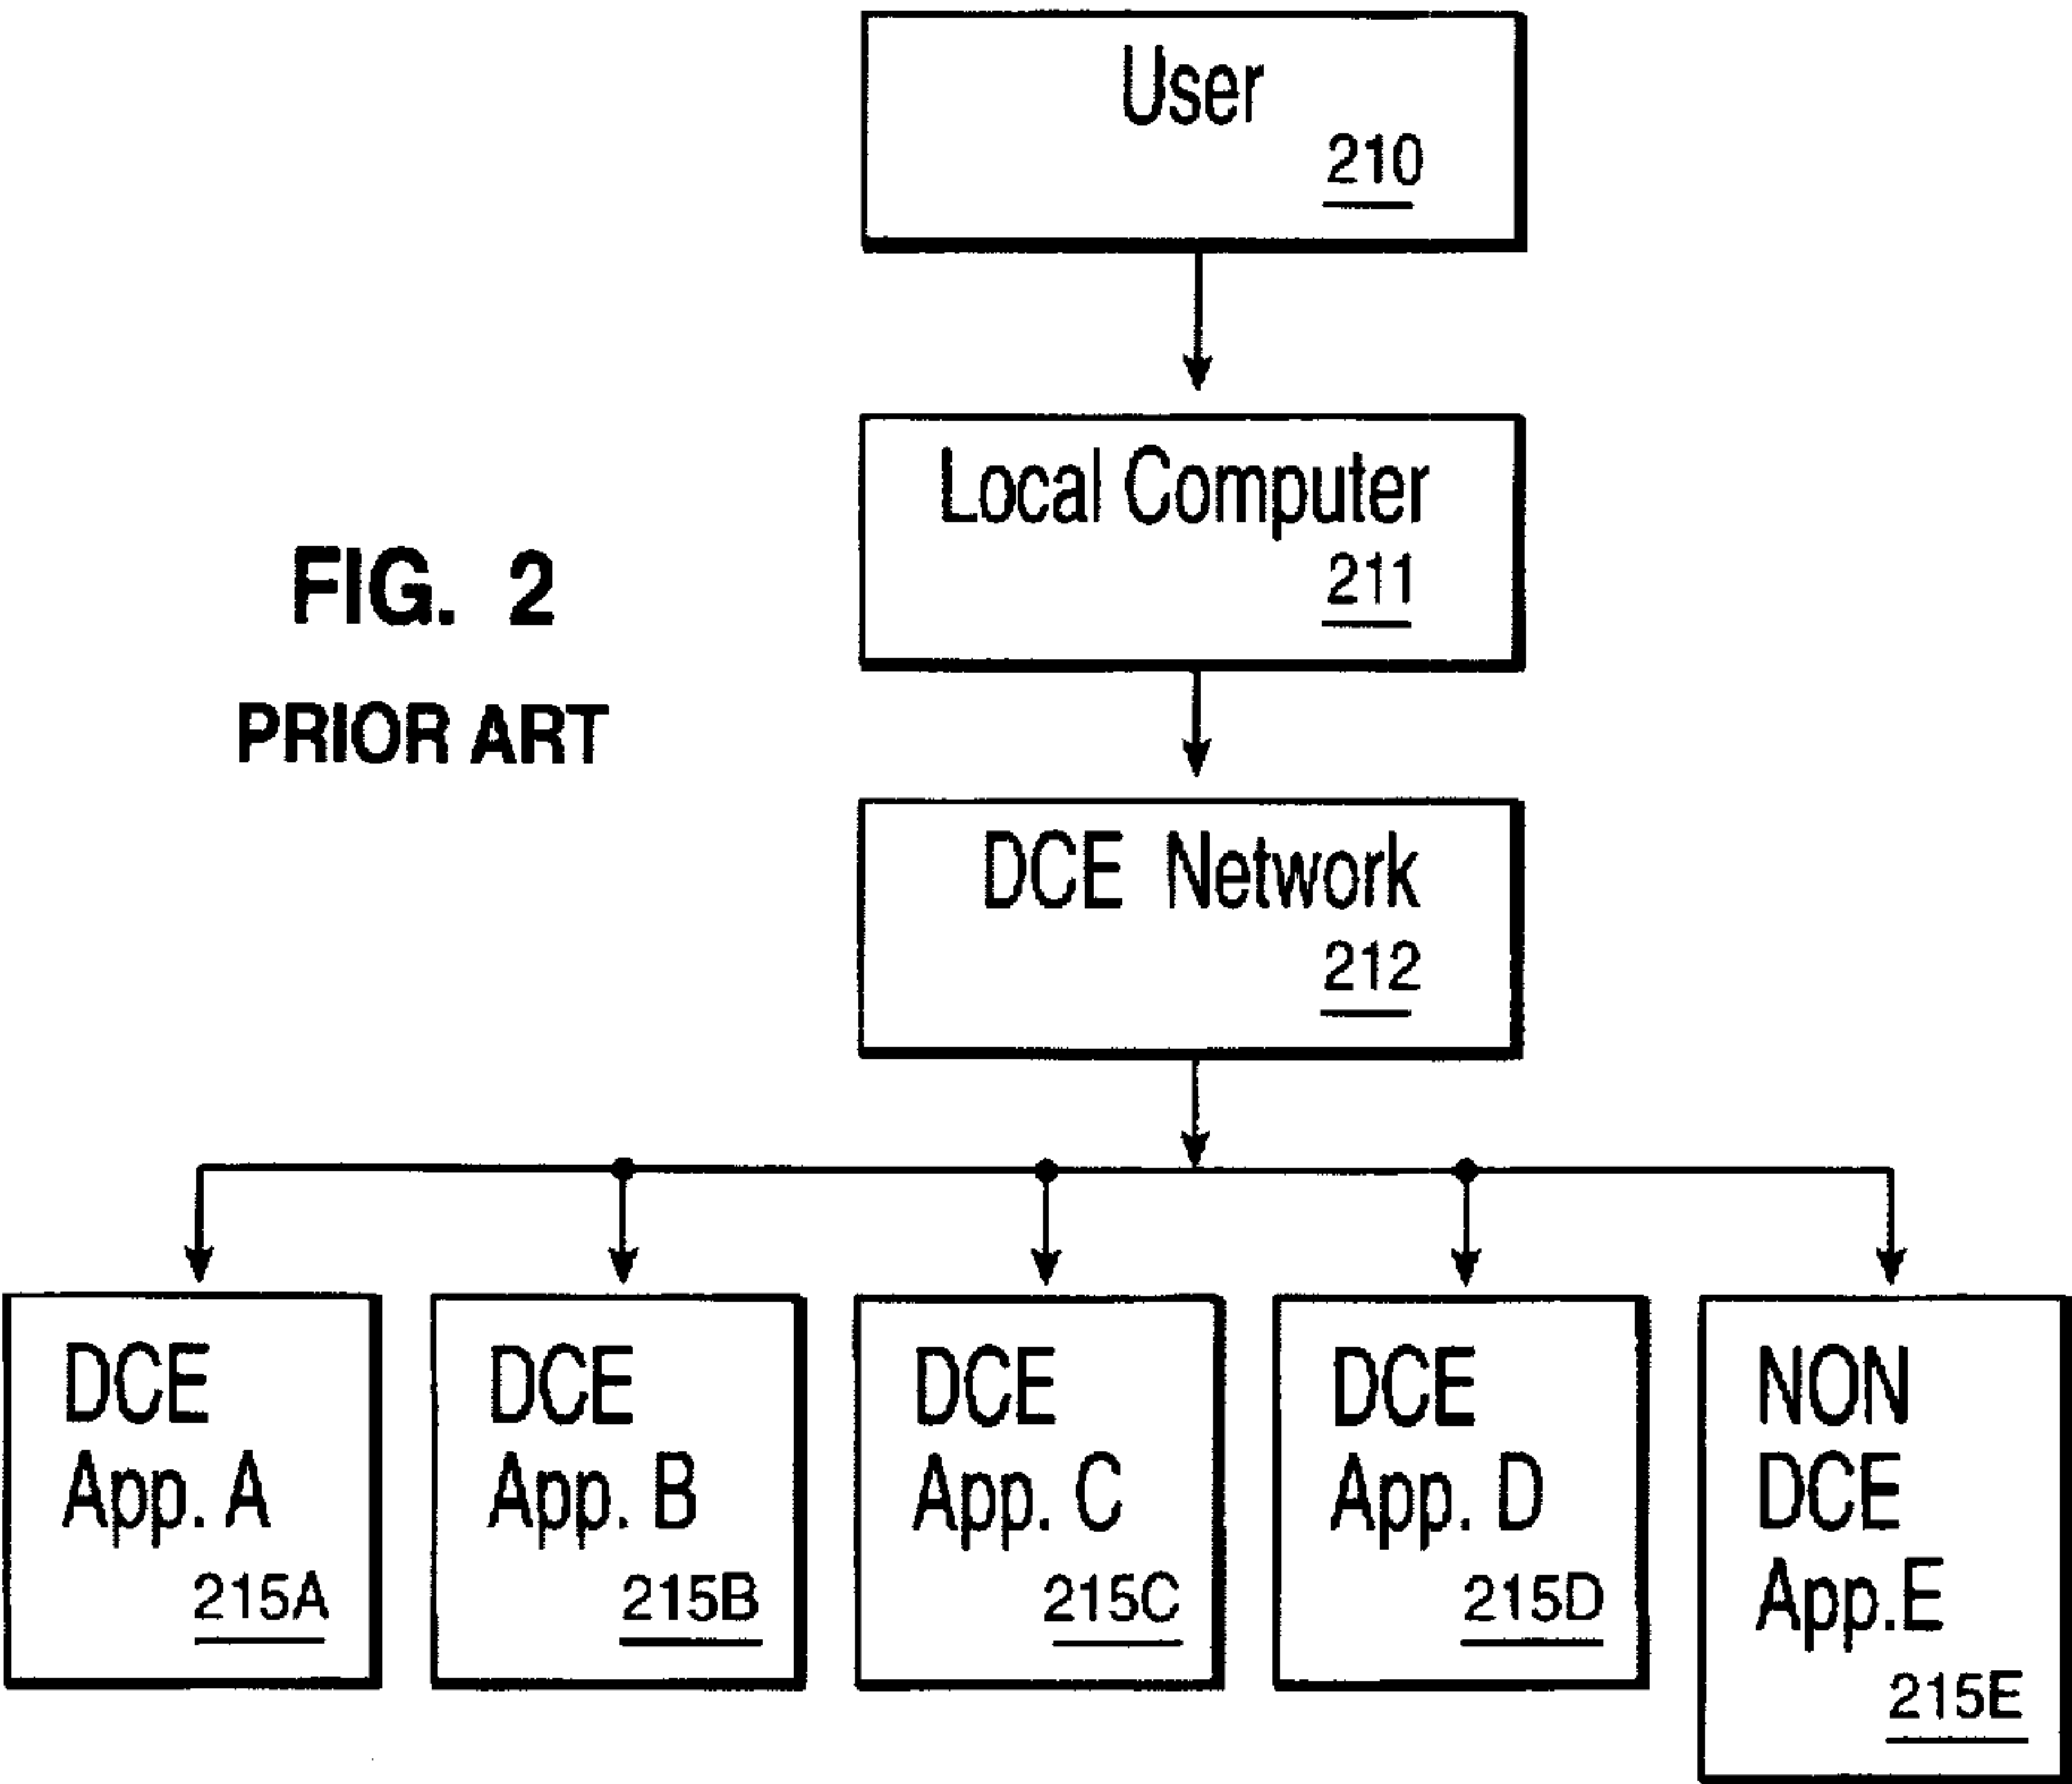 User
210
Local Computer
211
FIG. 2
PRIOR ART
DCE Network
212
DCE
App. A
215A
DCE
App. B
215B
DCE
App. C
215C
DCE
App. D
215D
NON
DCE
App.E
215E